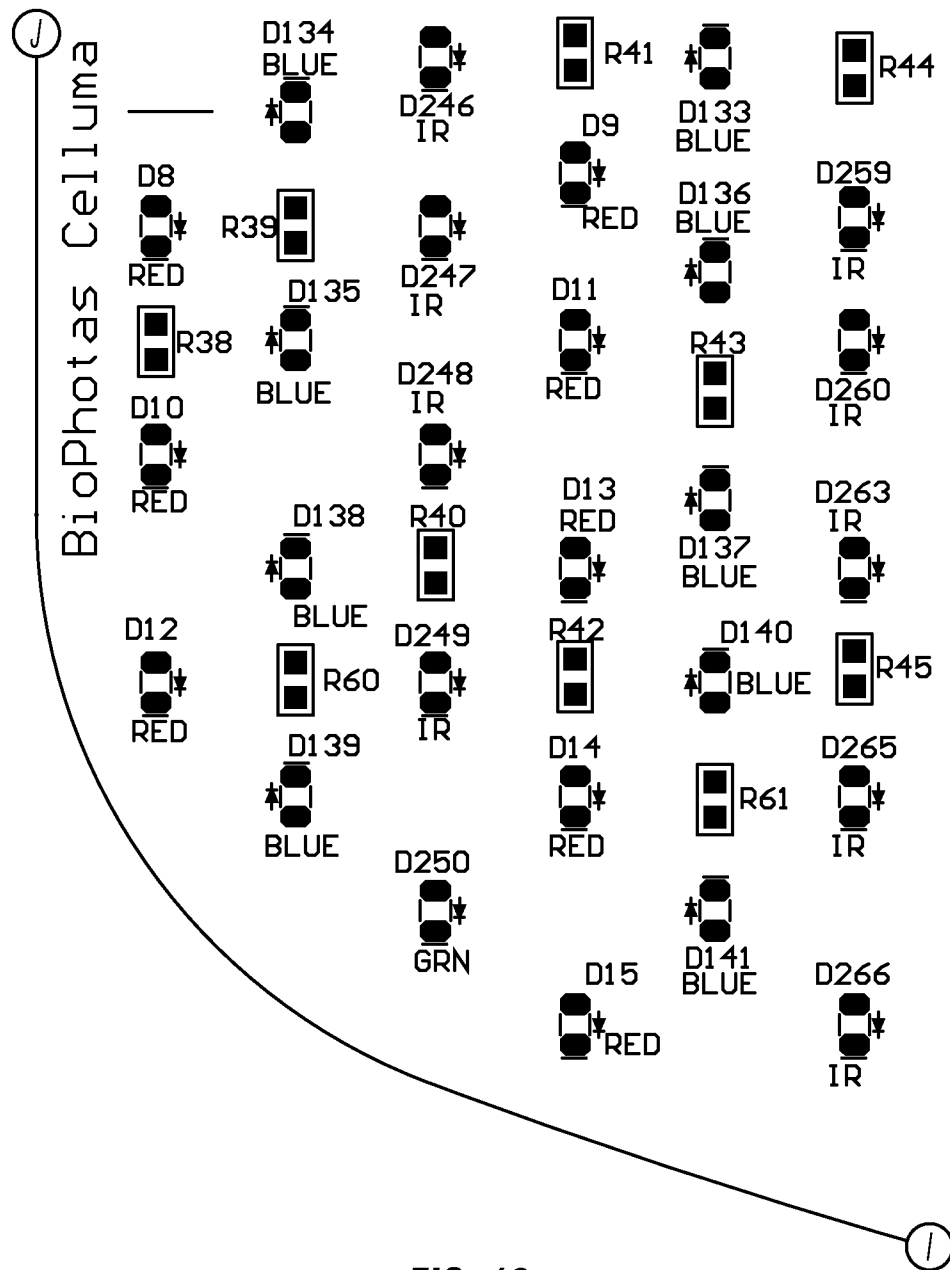 J
BioPhotas Celluma
D134
BLUE
D246
IR
R41
D133
BLUE
R44
D8
RED
R39
D247
IR
D9
RED
D136
BLUE
D259
IR
R38
D135
BLUE
D248
IR
D11
RED
R43
D260
IR
D10
RED
D138
BLUE
R40
D13
RED
D137
BLUE
D263
IR
D12
RED
R60
D249
IR
R42
D140
BLUE
R45
D139
BLUE
D14
RED
R61
D265
IR
D250
GRN
D15
RED
D141
BLUE
D266
IR
I